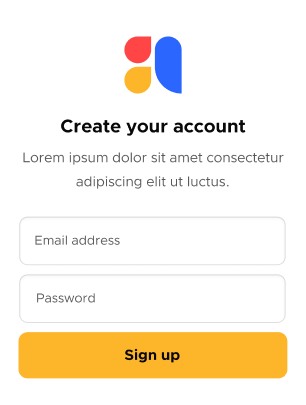 Create your account
Lorem ipsum dolor sit amet consectetur
adipiscing elit ut luctus.
Email address
Password
Sign up